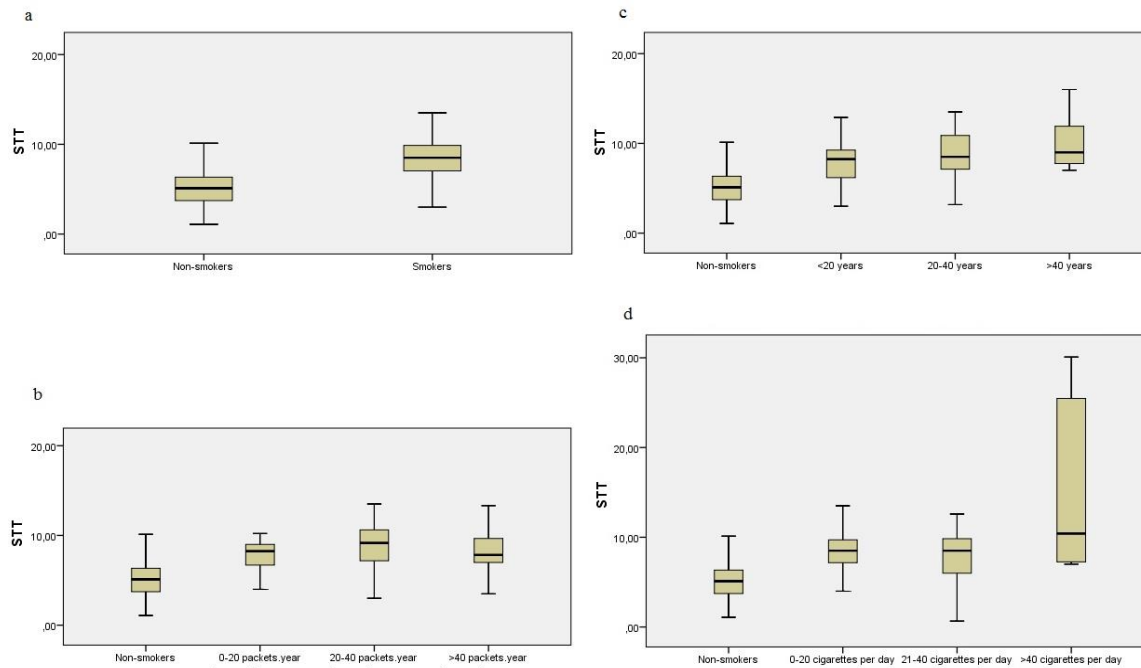 a
20,00
10,00
,00
STT
Non-smokers Smokers
b
20,00
10,00
,00
STT
Non-smokers 0-20 packets.year 20-40 packets.year >40 packets.year
c
20,00
10,00
,00
STT
Non-smokers <20 years 20-40 years >40 years
d
30,00
20,00
10,00
,00
STT
Non-smokers 0-20 cigarettes per day 21-40 cigarettes per day >40 cigarettes per day